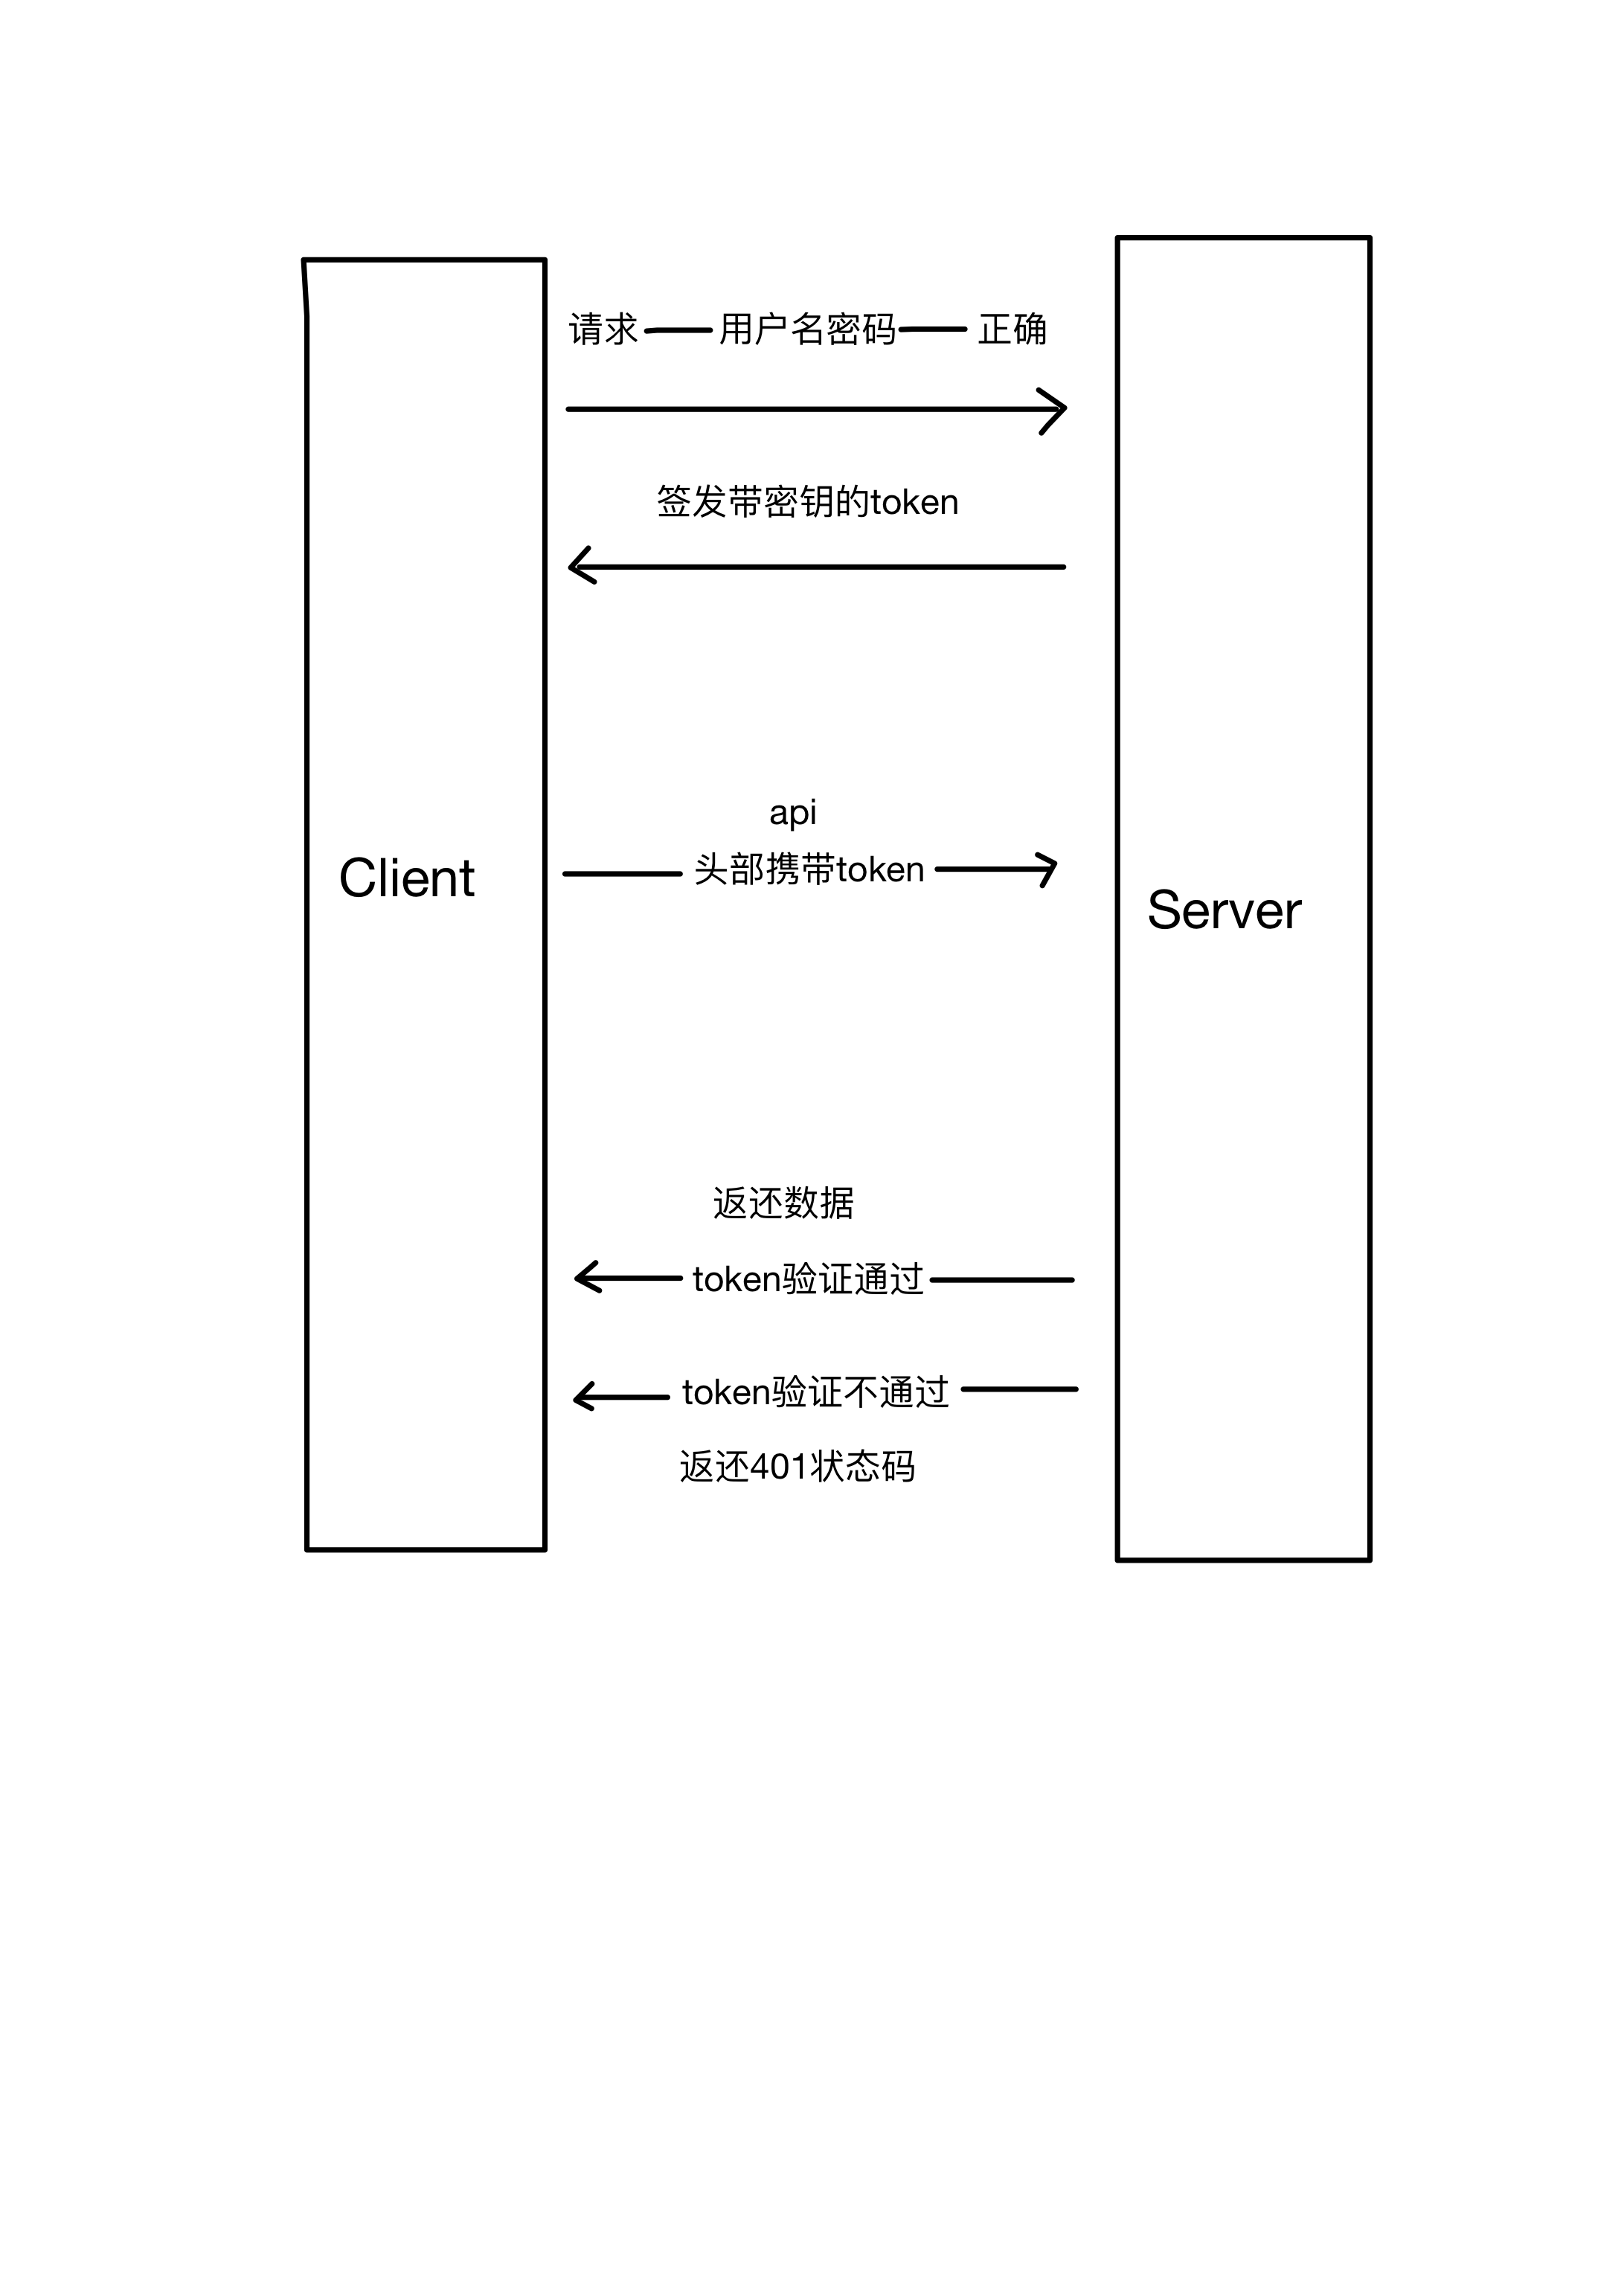 请求 用户名密码 正确
签发带密钥的token
api
头部携带token
Client
Server
返还数据
token验证通过
token验证不通过
返还401状态码